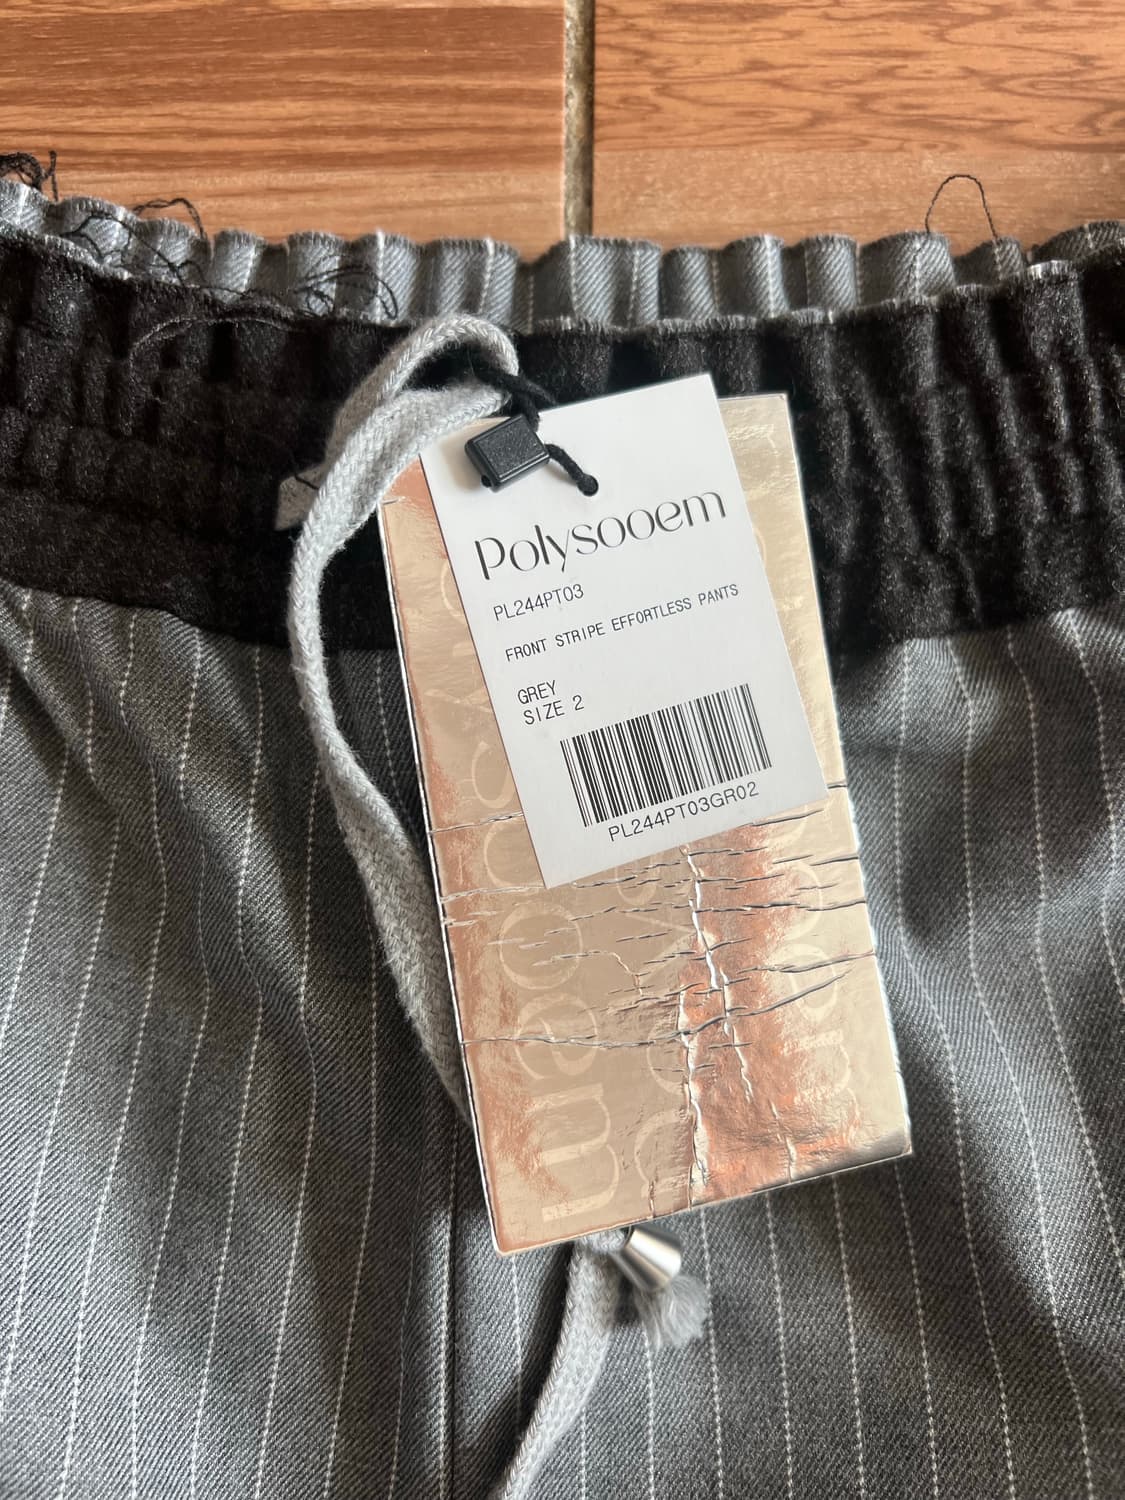 Polysooem
PL244PT03
FRONT STRIPE EFFORTLESS PANTS
GREY
SIZE 2
PL244PT03GR02